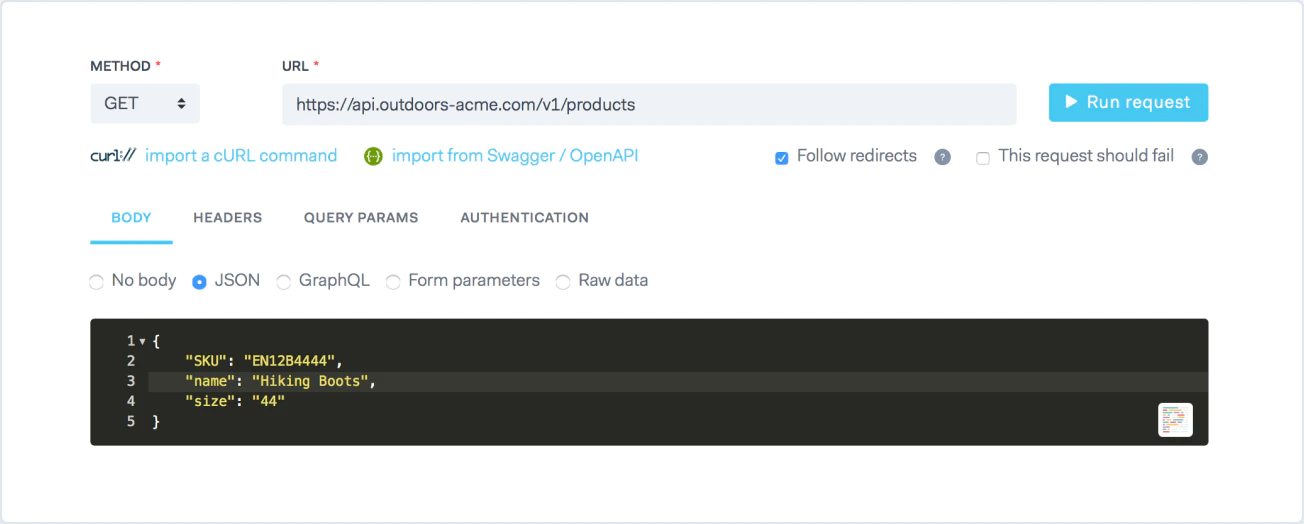 METHOD * URL *
GET https://api.outdoors-acme.com/v1/products Run request
curl:// import a cURL command import from Swagger / OpenAPI Follow redirects ? This request should fail ?
BODY HEADERS QUERY PARAMS AUTHENTICATION
No body JSON GraphQL Form parameters Raw data
1 {
2 "SKU": "EN12B4444",
3 "name": "Hiking Boots",
4 "size": "44"
5 }